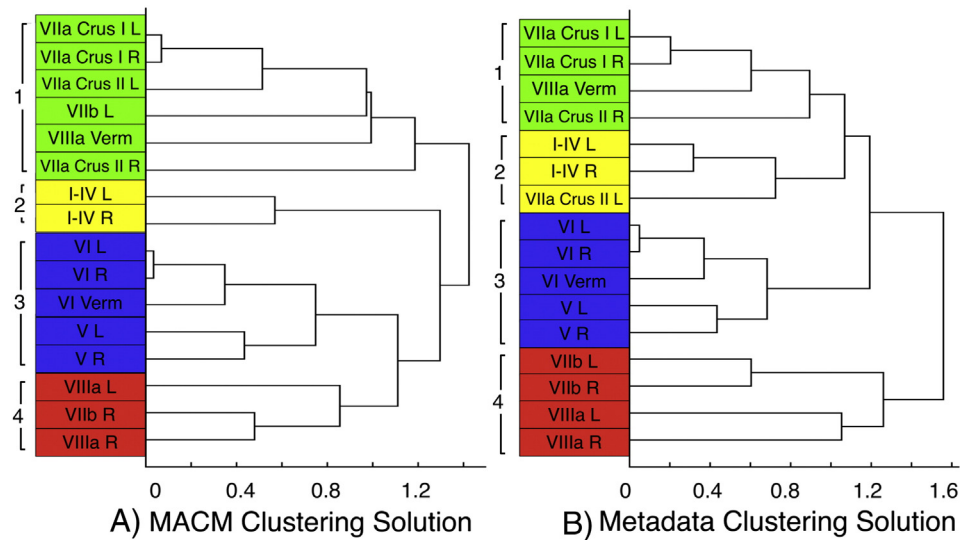 1
VIIa Crus I L
VIIa Crus I R
VIIa Crus II L
VIIb L
VIIIa Verm
VIIa Crus II R
2
I-IV L
I-IV R
3
VI L
VI R
VI Verm
V L
V R
4
VIIIa L
VIIb R
VIIIa R
0 0.4 0.8 1.2
A) MACM Clustering Solution
1
VIIa Crus I L
VIIa Crus I R
VIIIa Verm
VIIa Crus II R
2
I-IV L
I-IV R
VIIa Crus II L
3
VI L
VI R
VI Verm
V L
V R
4
VIIb L
VIIb R
VIIIa L
VIIIa R
0 0.4 0.8 1.2 1.6
B) Metadata Clustering Solution